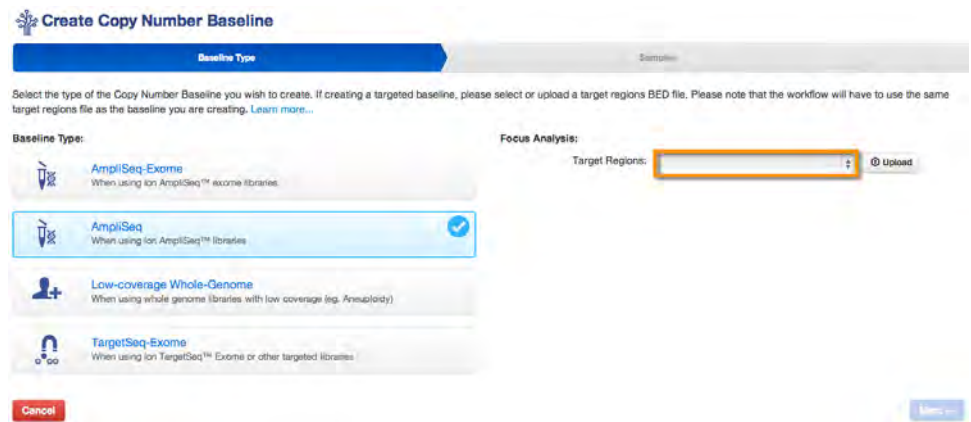 Create Copy Number Baseline
Baseline Type
Samples
Select the type of the Copy Number Baseline you wish to create. If creating a targeted baseline, please select or upload a target regions BED file. Please note that the workflow will have to use the same
target regions file as the baseline you are creating. Learn more...
Baseline Type:
AmpliSeq-Exome
When using Ion AmpliSeq™ exome libraries
AmpliSeq
When using Ion AmpliSeq™ libraries
Low-coverage Whole-Genome
When using whole genome libraries with low coverage (eg. Aneuploidy)
TargetSeq-Exome
When using Ion TargetSeq™ Exome or other targeted libraries
Focus Analysis:
Target Regions:
Upload
Cancel
Next